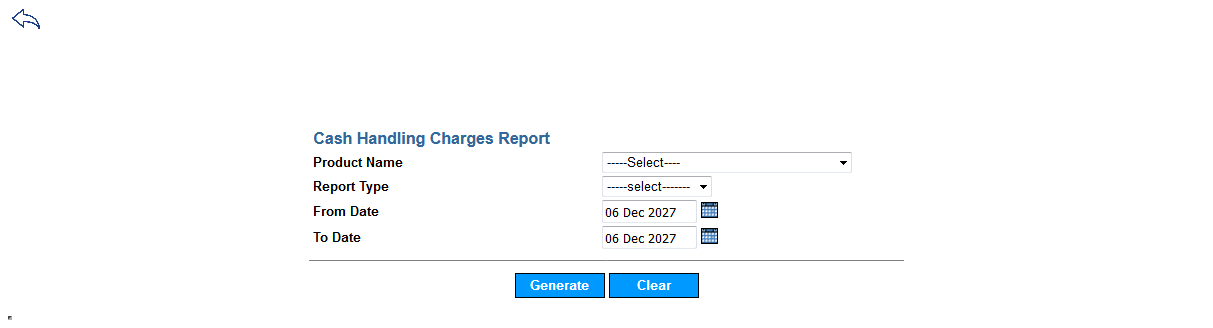 Cash Handling Charges Report
Product Name -----Select----
Report Type -----select-------
From Date 06 Dec 2027
To Date 06 Dec 2027
Generate Clear